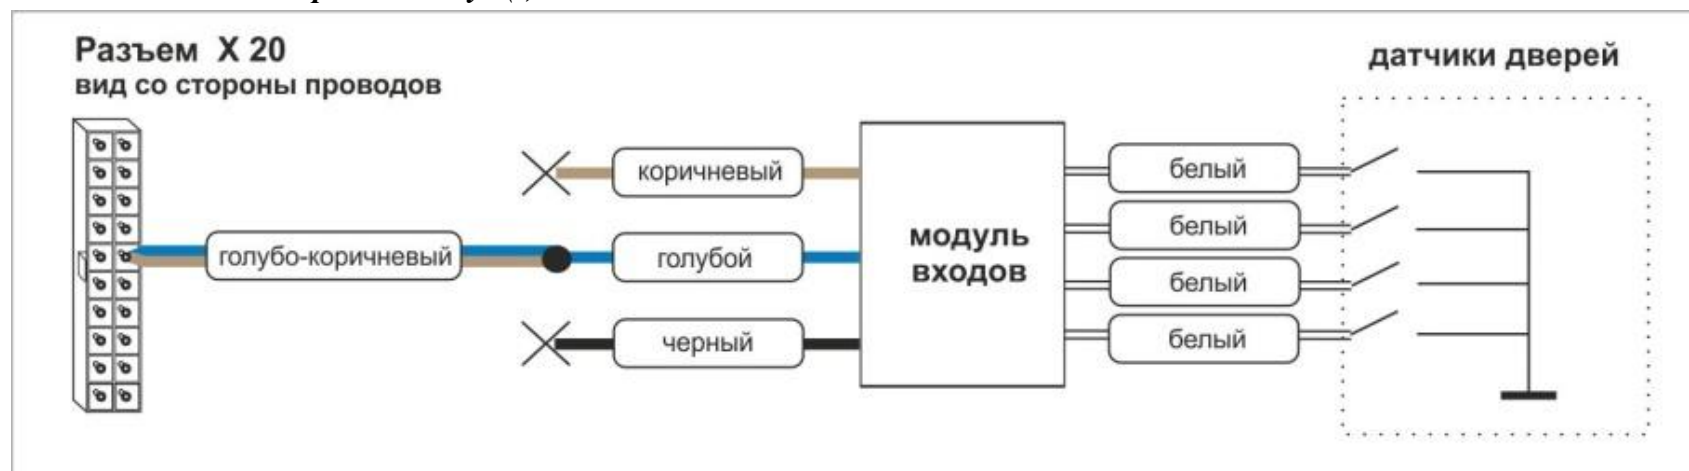 Разъем X 20
вид со стороны проводов
датчики дверей
коричневый
белый
белый
голубо-коричневый
голубой
модуль
входов
белый
черный
белый